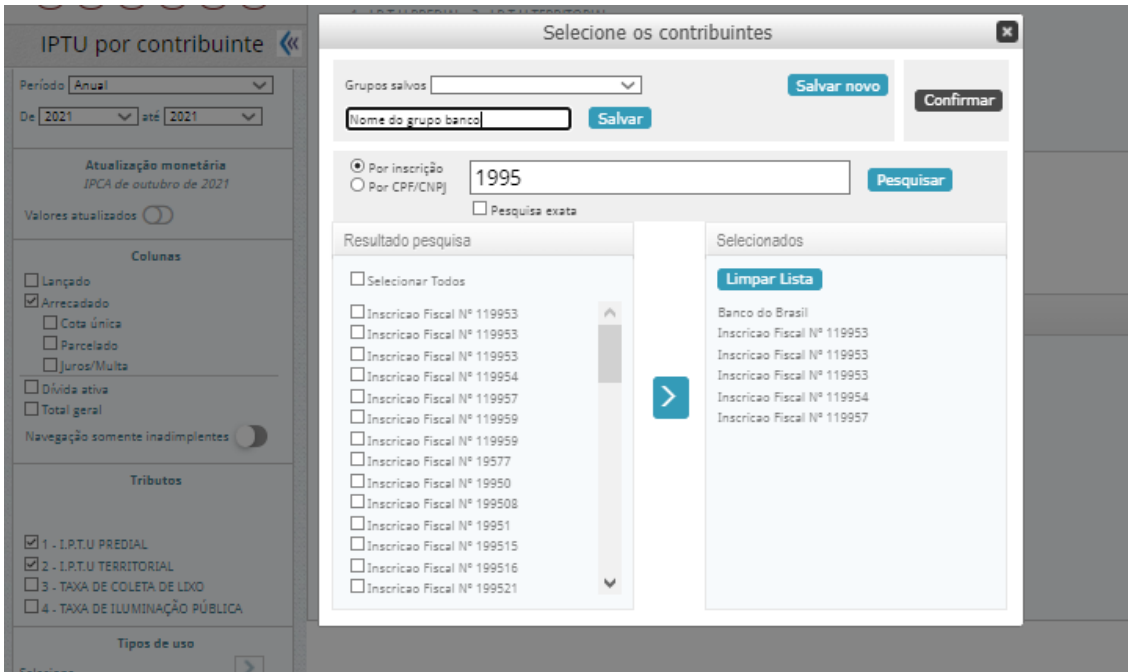 IPTU por contribuinte
Período Anual
De 2021 até 2021
Atualização monetária
IPCA de outubro de 2021
Valores atualizados
Colunas
Lançado
Arrecadado
Cota única
Parcelado
Juros/Multa
Dívida ativa
Total geral
Navegação somente inadimplentes
Tributos
1 - I.P.T.U PREDIAL
2 - I.P.T.U TERRITORIAL
3 - TAXA DE COLETA DE LIXO
4 - TAXA DE ILUMINAÇÃO PÚBLICA
Tipos de uso
Selecione
1 - I.P.T.U PREDIAL 2 - I.P.T.U TERRITORIAL
Selecione os contribuintes
Grupos salvos
Salvar novo
Confirmar
Nome do grupo banco
Salvar
Por inscrição
Por CPF/CNPJ
1995
Pesquisar
Pesquisa exata
Resultado pesquisa
Selecionar Todos
Inscricao Fiscal Nº 119953
Inscricao Fiscal Nº 119953
Inscricao Fiscal Nº 119953
Inscricao Fiscal Nº 119954
Inscricao Fiscal Nº 119957
Inscricao Fiscal Nº 119959
Inscricao Fiscal Nº 119959
Inscricao Fiscal Nº 19577
Inscricao Fiscal Nº 19950
Inscricao Fiscal Nº 199508
Inscricao Fiscal Nº 19951
Inscricao Fiscal Nº 199515
Inscricao Fiscal Nº 199516
Inscricao Fiscal Nº 199521
Selecionados
Limpar Lista
Banco do Brasil
Inscricao Fiscal Nº 119953
Inscricao Fiscal Nº 119953
Inscricao Fiscal Nº 119953
Inscricao Fiscal Nº 119954
Inscricao Fiscal Nº 119957